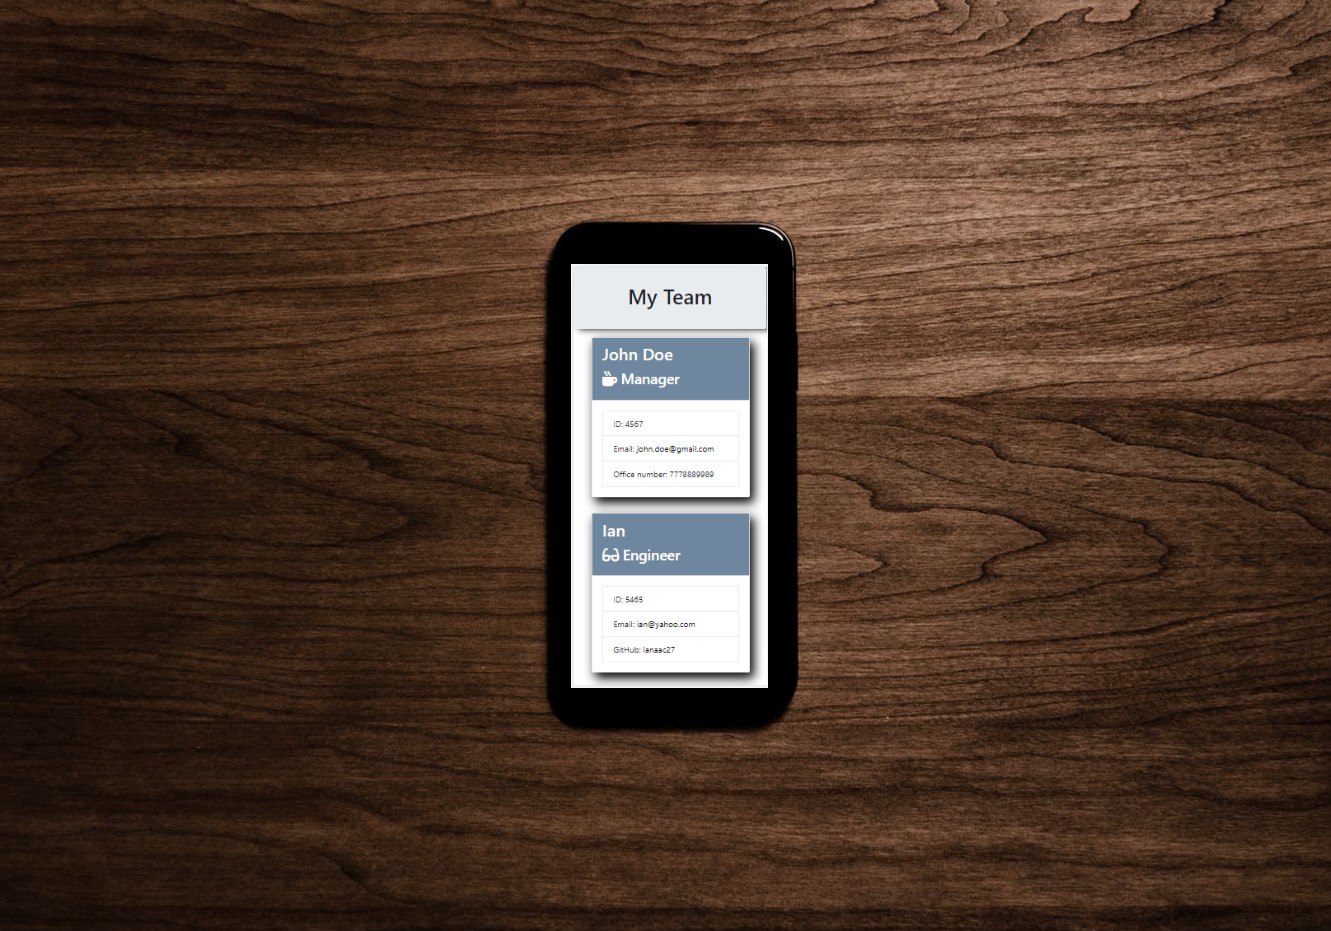 My Team
John Doe
Manager
ID: 4567
Email: john.doe@gmail.com
Office number: 7778889989
Ian
Engineer
ID: 5465
Email: ian@yahoo.com
GitHub: ianaac27